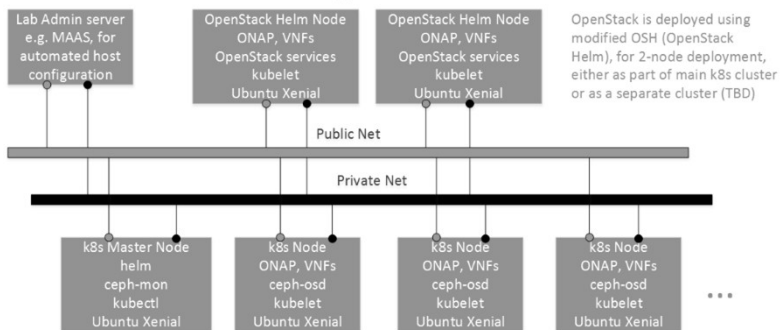 Lab Admin server
e.g. MAAS, for
automated host
configuration
OpenStack Helm Node
ONAP, VNFs
OpenStack services
kubelet
Ubuntu Xenial
OpenStack Helm Node
ONAP, VNFs
OpenStack services
kubelet
Ubuntu Xenial
OpenStack is deployed using
modified OSH (OpenStack
Helm), for 2-node deployment,
either as part of main k8s cluster
or as a separate cluster (TBD)
Public Net
Private Net
k8s Master Node
helm
ceph-mon
kubectl
Ubuntu Xenial
k8s Node
ONAP, VNFs
ceph-osd
kubelet
Ubuntu Xenial
k8s Node
ONAP, VNFs
ceph-osd
kubelet
Ubuntu Xenial
k8s Node
ONAP, VNFs
ceph-osd
kubelet
Ubuntu Xenial
...